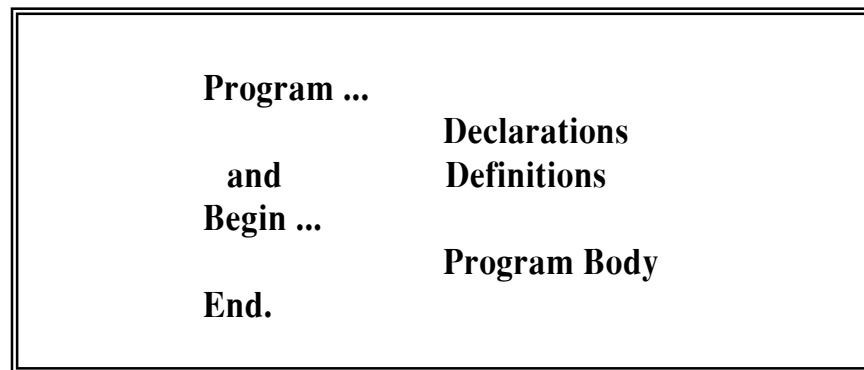 Program ...
Declarations
and Definitions
Begin ...
Program Body
End.